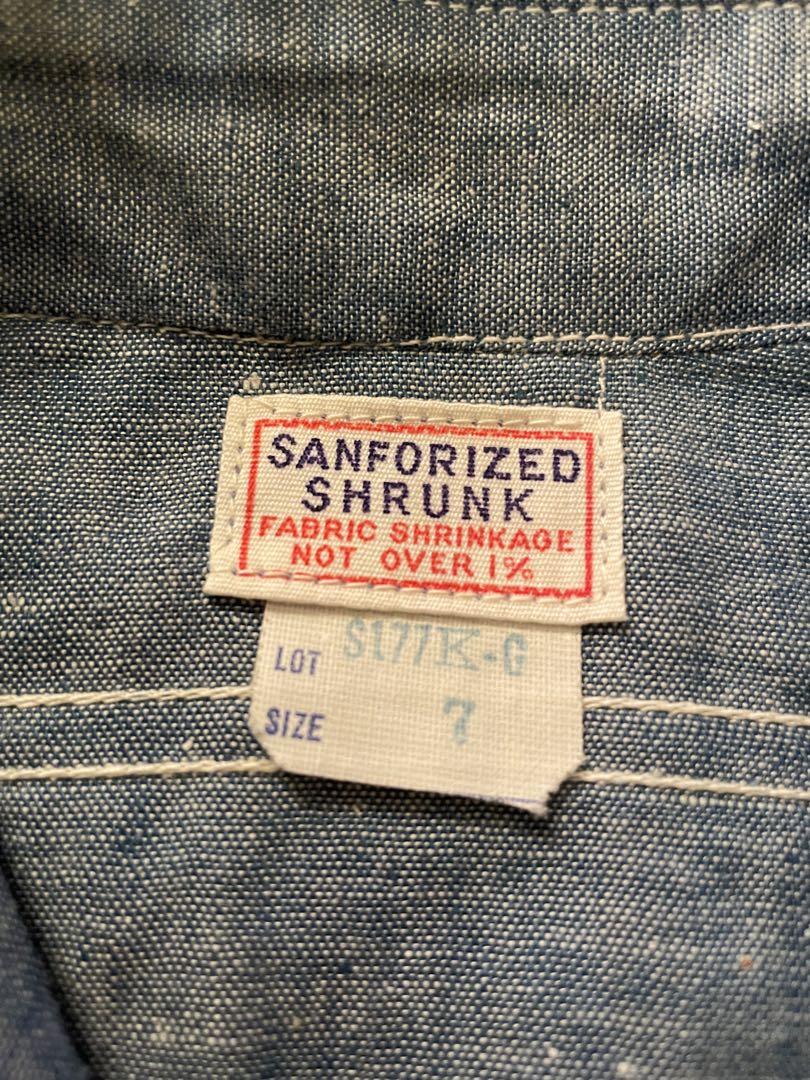 SANFORIZED
SHRUNK
FABRIC SHRINKAGE
NOT OVER 1%
LOT S177K-G
SIZE 7